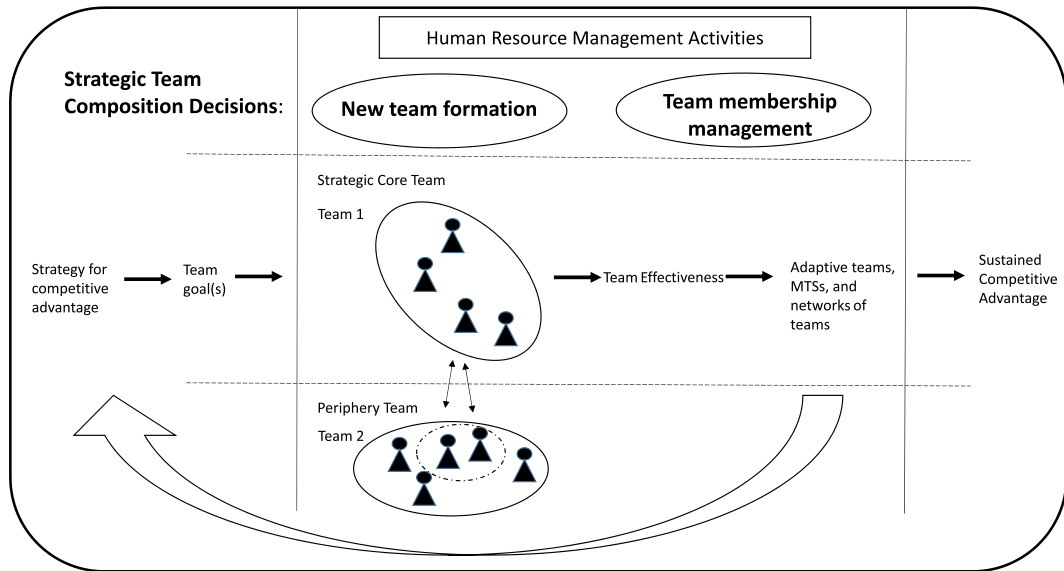 Human Resource Management Activities
Strategic Team
Composition Decisions:
New team formation
Team membership
management
Strategic Core Team
Team 1
Strategy for
competitive
advantage
Team
goal(s)
Team Effectiveness
Adaptive teams,
MTSs, and
networks of
teams
Sustained
Competitive
Advantage
Periphery Team
Team 2